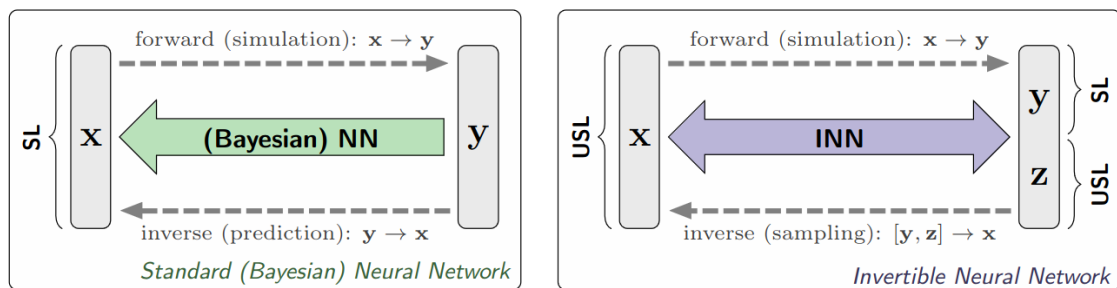 forward (simulation): x → y
SL
x
(Bayesian) NN
y
inverse (prediction): y → x
Standard (Bayesian) Neural Network
forward (simulation): x → y
USL
x
INN
y
z
SL
USL
inverse (sampling): [y, z] → x
Invertible Neural Network